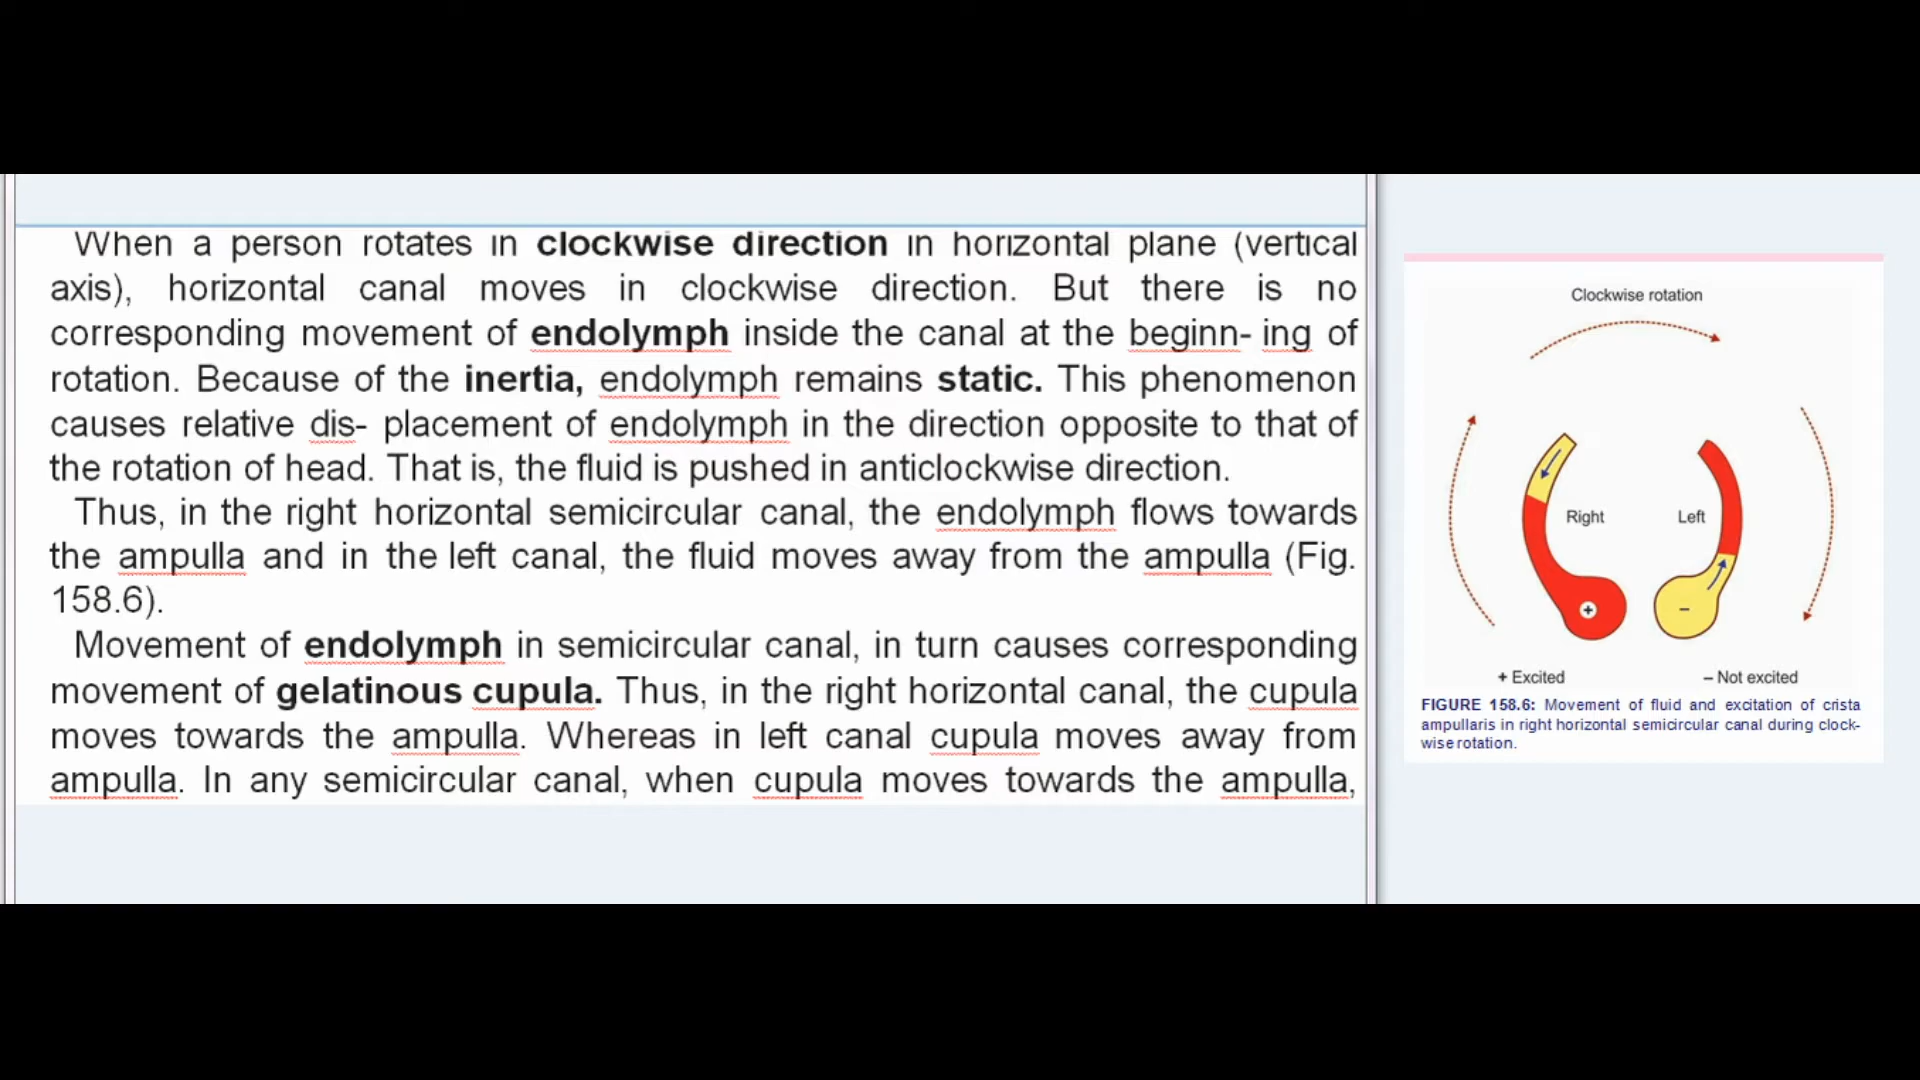 When a person rotates in clockwise direction in horizontal plane (vertical
axis), horizontal canal moves in clockwise direction. But there is no
corresponding movement of endolymph inside the canal at the beginn- ing of
rotation. Because of the inertia, endolymph remains static. This phenomenon
causes relative dis- placement of endolymph in the direction opposite to that of
the rotation of head. That is, the fluid is pushed in anticlockwise direction.
Thus, in the right horizontal semicircular canal, the endolymph flows towards
the ampulla and in the left canal, the fluid moves away from the ampulla (Fig.
158.6).
Movement of endolymph in semicircular canal, in turn causes corresponding
movement of gelatinous cupula. Thus, in the right horizontal canal, the cupula
moves towards the ampulla. Whereas in left canal cupula moves away from
ampulla. In any semicircular canal, when cupula moves towards the ampulla,
Clockwise rotation
Right Left
+ −
+ Excited − Not excited
FIGURE 158.6: Movement of fluid and excitation of crista
ampullaris in right horizontal semicircular canal during clock-
wise rotation.